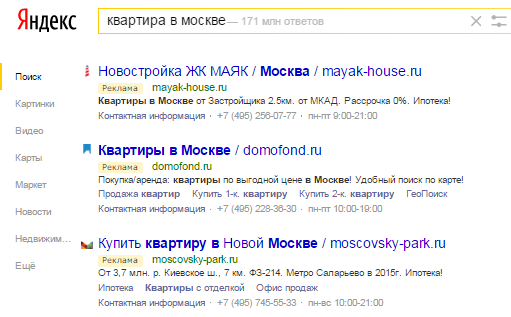 Яндекс
квартира в москве — 171 млн ответов
Поиск
Картинки
Видео
Карты
Маркет
Новости
Недвижим...
Ещё
Новостройка ЖК МАЯК / Москва / mayak-house.ru
Реклама mayak-house.ru
Квартиры в Москве от Застройщика 2.5км. от МКАД. Рассрочка 0%. Ипотека!
Контактная информация · +7 (495) 256-07-77 · пн-пт 9:00-21:00
Квартиры в Москве / domofond.ru
Реклама domofond.ru
Покупка/аренда: квартиры по выгодной цене в Москве! Удобный поиск по карте!
Продажа квартир Купить 1-к. квартиру Купить 2-к. квартиру ГеоПоиск
Контактная информация · +7 (495) 228-36-30 · пн-пт 10:00-19:00
Купить квартиру в Новой Москве / moscovsky-park.ru
Реклама moscovsky-park.ru
От 3,7 млн. р. Киевское ш., 7 км. ФЗ-214. Метро Саларьево в 2015г. Ипотека!
Ипотека Квартиры с отделкой Офис продаж
Контактная информация · +7 (495) 745-55-33 · пн-вс 10:00-21:00